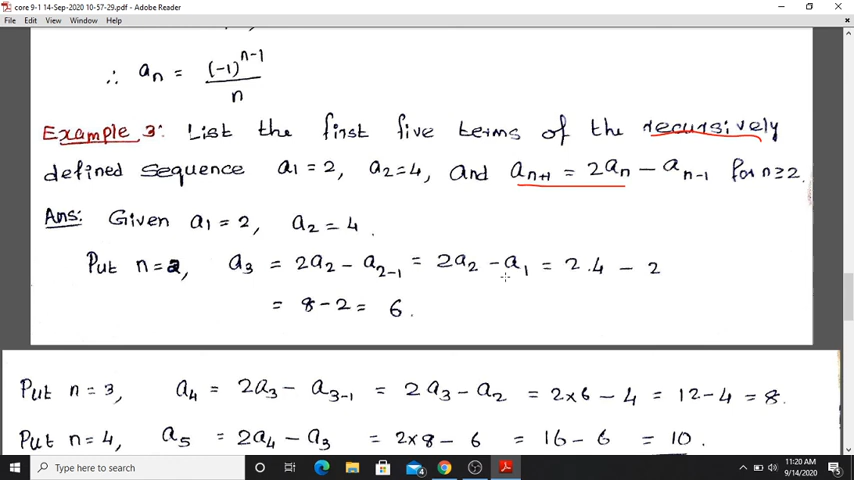 core 9-1 14-Sep-2020 10-57-29.pdf - Adobe Reader
File Edit View Window Help
∴ aₙ = (-1)ⁿ⁻¹ / n
Example 3: List the first five terms of the recursively
defined sequence a₁=2, a₂=4, and aₙ₊₁ = 2aₙ - aₙ₋₁ for n≥2.
Ans: Given a₁=2, a₂=4.
Put n=2, a₃ = 2a₂ - a₂₋₁ = 2a₂ - a₁ = 2.4 - 2
= 8-2 = 6.
Put n=3, a₄ = 2a₃ - a₃₋₁ = 2a₃ - a₂ = 2×6 - 4 = 12-4 = 8.
Put n=4, a₅ = 2a₄ - a₃ = 2×8 - 6 = 16-6 = 10.
Type here to search
11:20 AM
9/14/2020